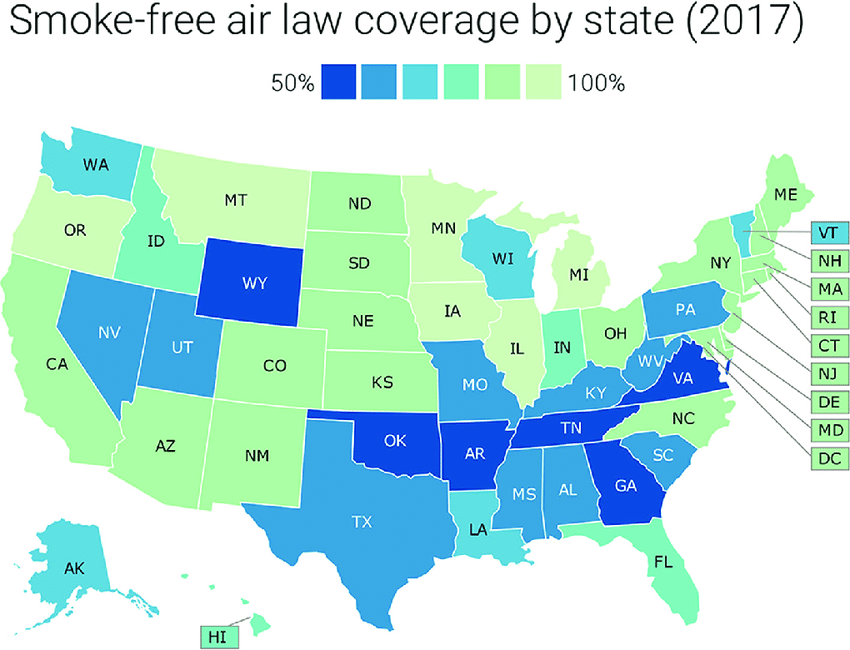 Smoke-free air law coverage by state (2017)
50% 100%
WA
MT
ND
MN
ME
OR
ID
SD
WI
MI
NY
VT
NH
MA
RI
CT
NJ
DE
MD
DC
WY
NE
IA
PA
NV
UT
CO
KS
IL
IN
OH
WV
VA
CA
MO
KY
NC
AZ
NM
OK
AR
TN
SC
TX
MS
AL
GA
LA
FL
AK
HI